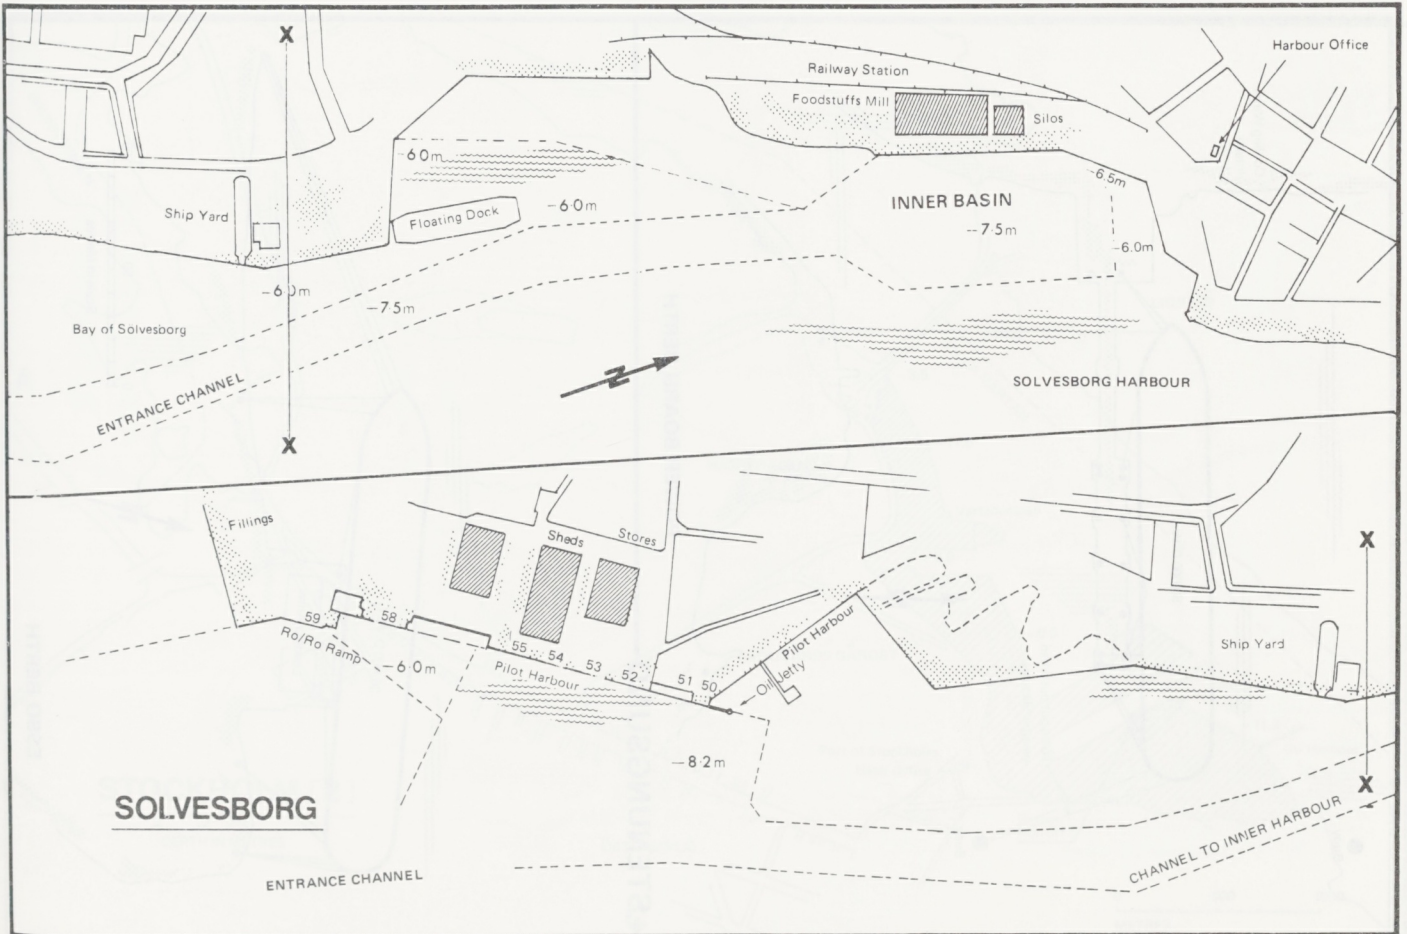 X
Harbour Office
Railway Station
Foodstuffs Mill
Silos
-6.0m
-6.5m
Ship Yard
Floating Dock
-6.0m
INNER BASIN
-7.5m
-6.0m
-6.0m
-7.5m
Bay of Solvesborg
N
ENTRANCE CHANNEL
SOLVESBORG HARBOUR
X
Fillings
Sheds
Stores
X
59
58
Ro/Ro Ramp
-6.0m
55
54
53
52
51
50
Pilot Harbour
Pilot Harbour
Oil Jetty
Ship Yard
-8.2m
SOLVESBORG
X
CHANNEL TO INNER HARBOUR
ENTRANCE CHANNEL